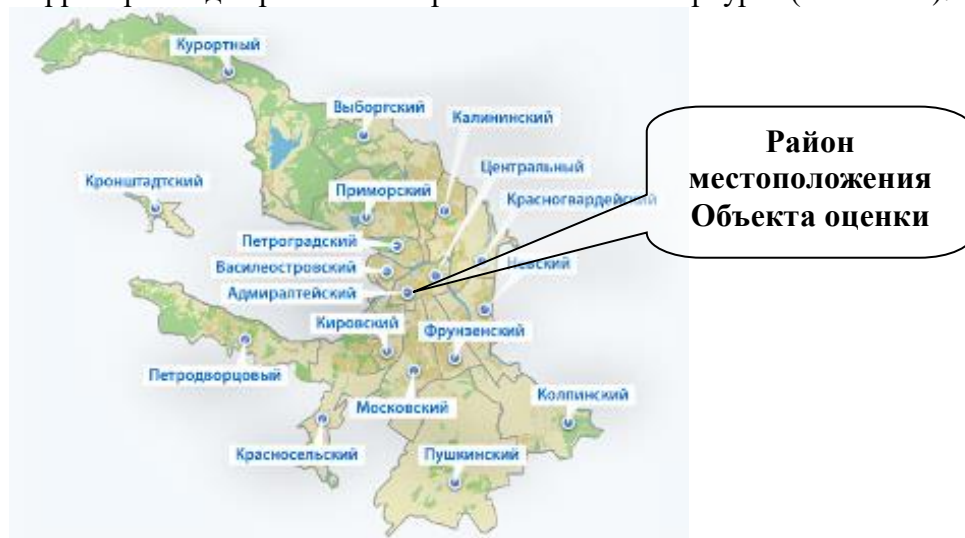 Курортный
Выборгский
Калининский
Центральный
Кронштадтский
Приморский
Красногвардейский
Петроградский
Василеостровский
Невский
Адмиралтейский
Кировский
Фрунзенский
Петродворцовый
Московский
Колпинский
Красносельский
Пушкинский
Район
местоположения
Объекта оценки